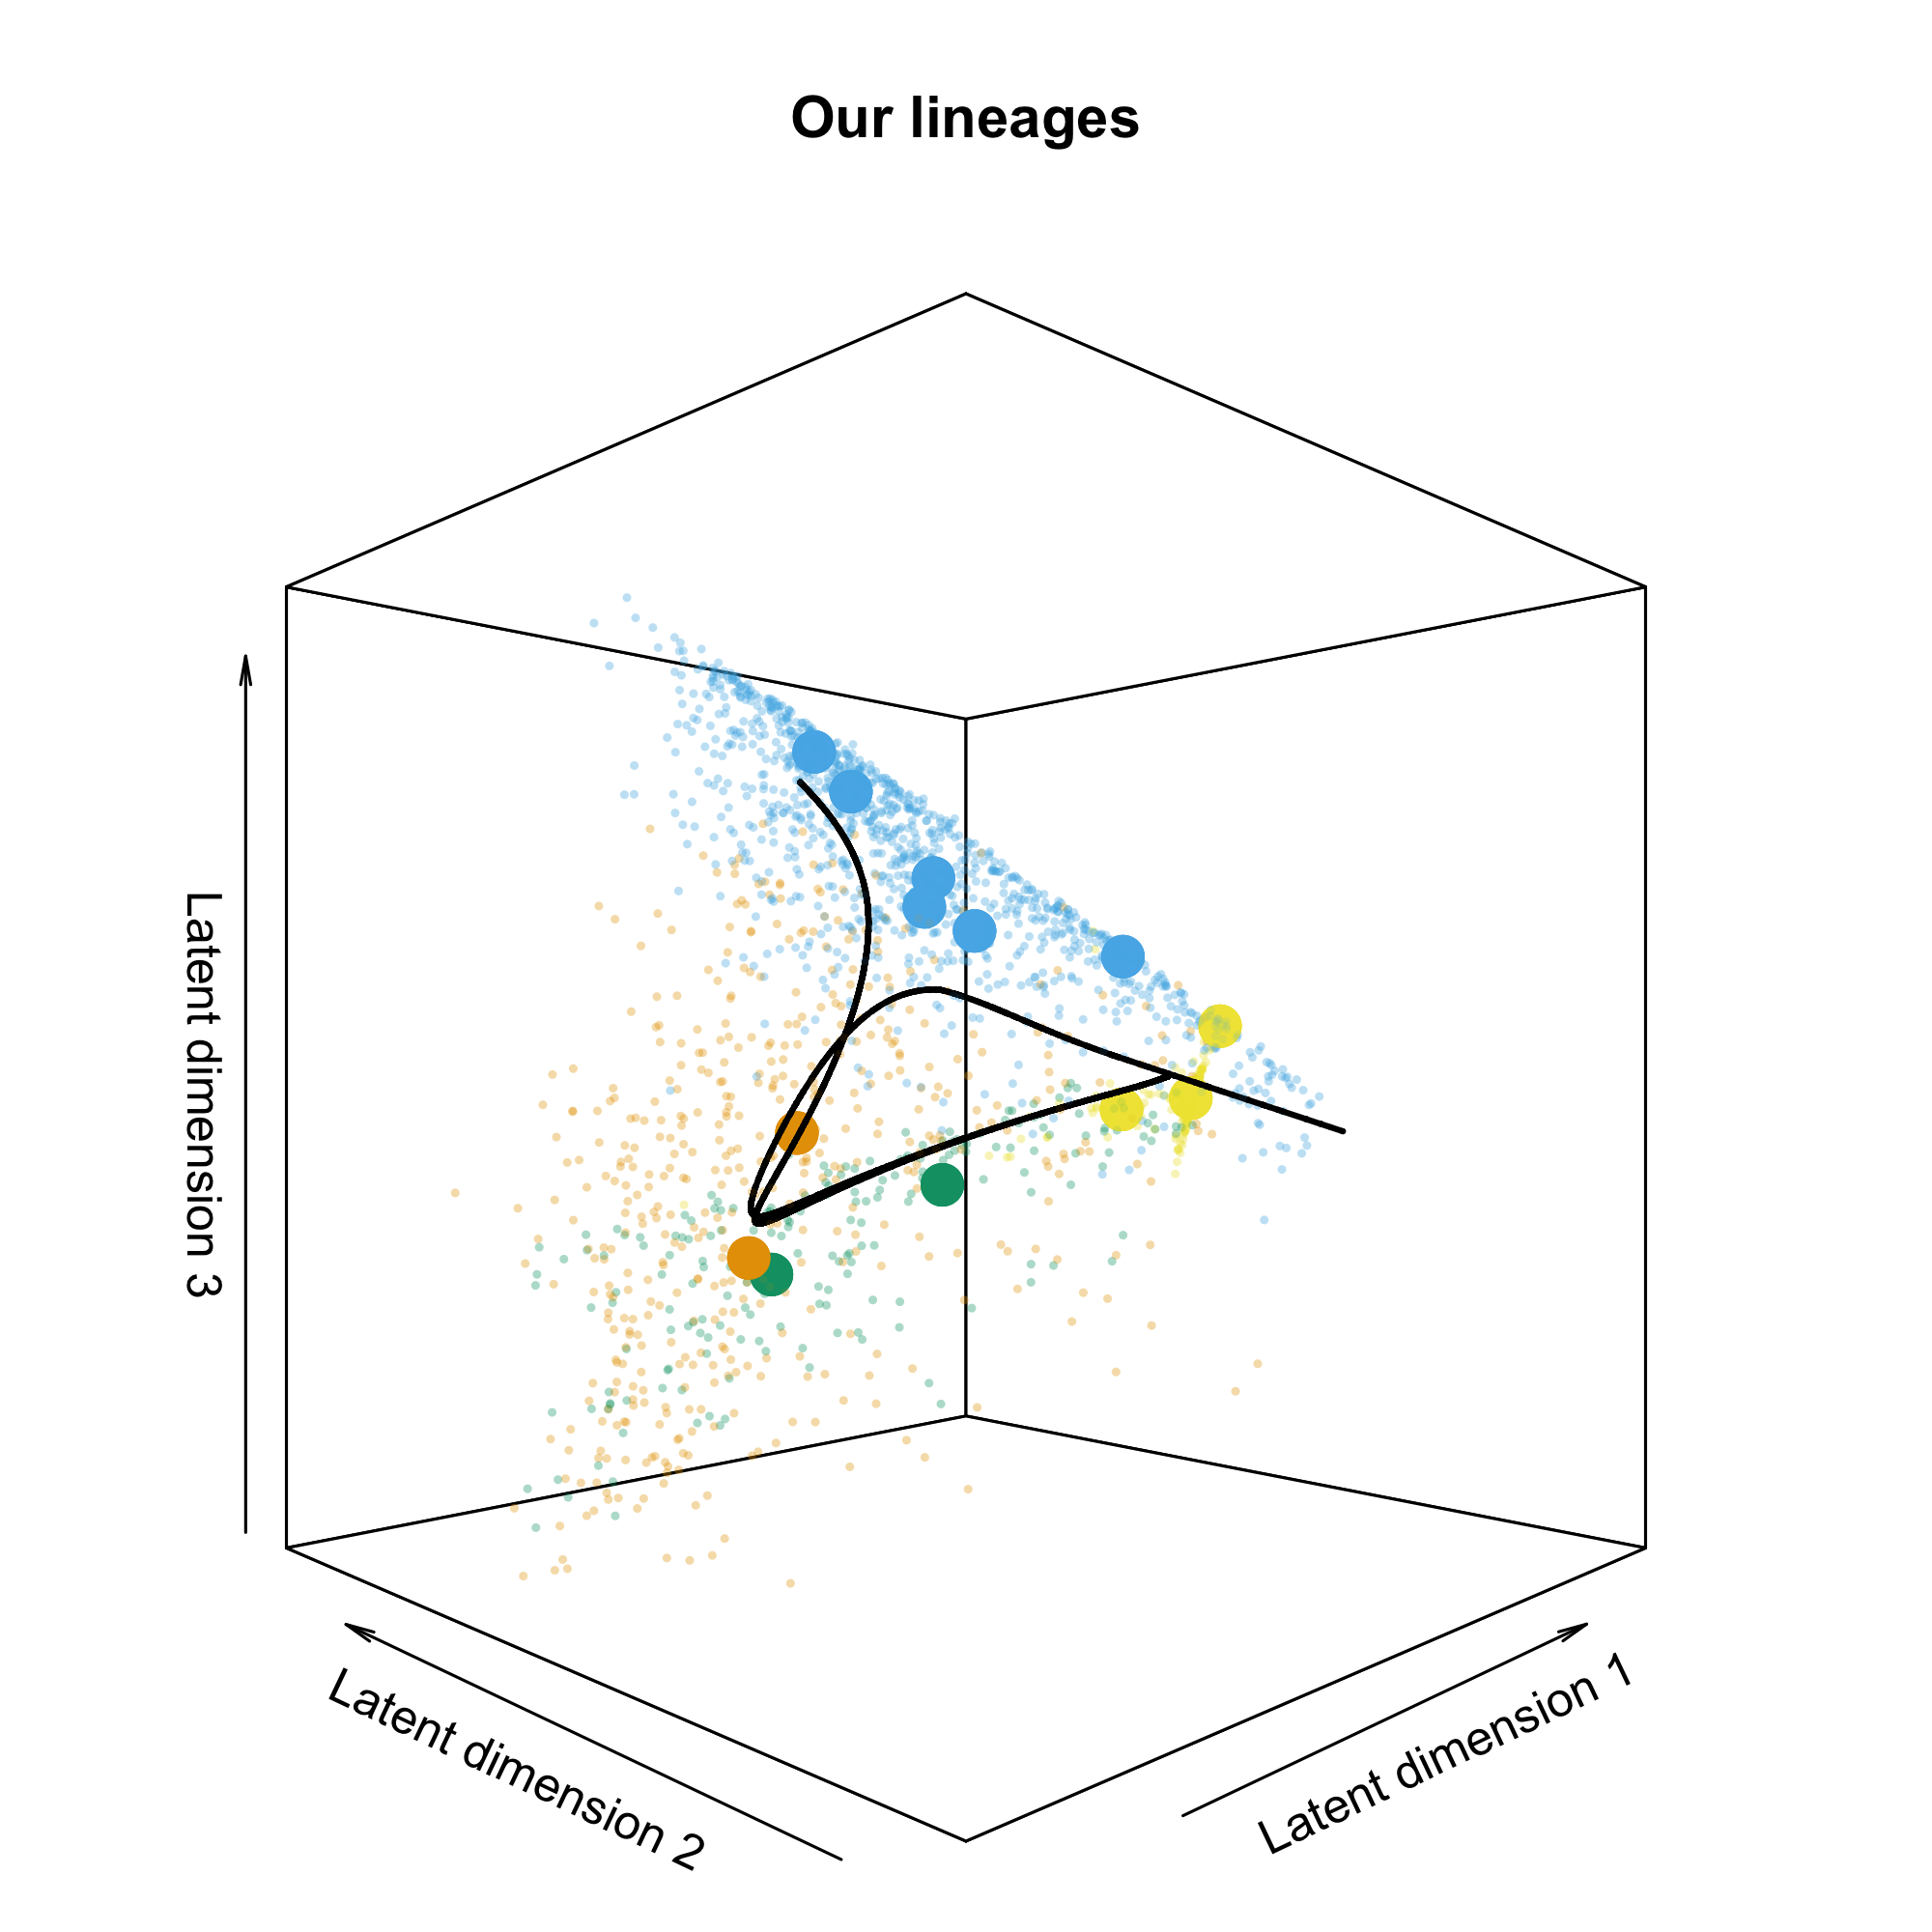 Our lineages
Latent dimension 3
Latent dimension 2
Latent dimension 1